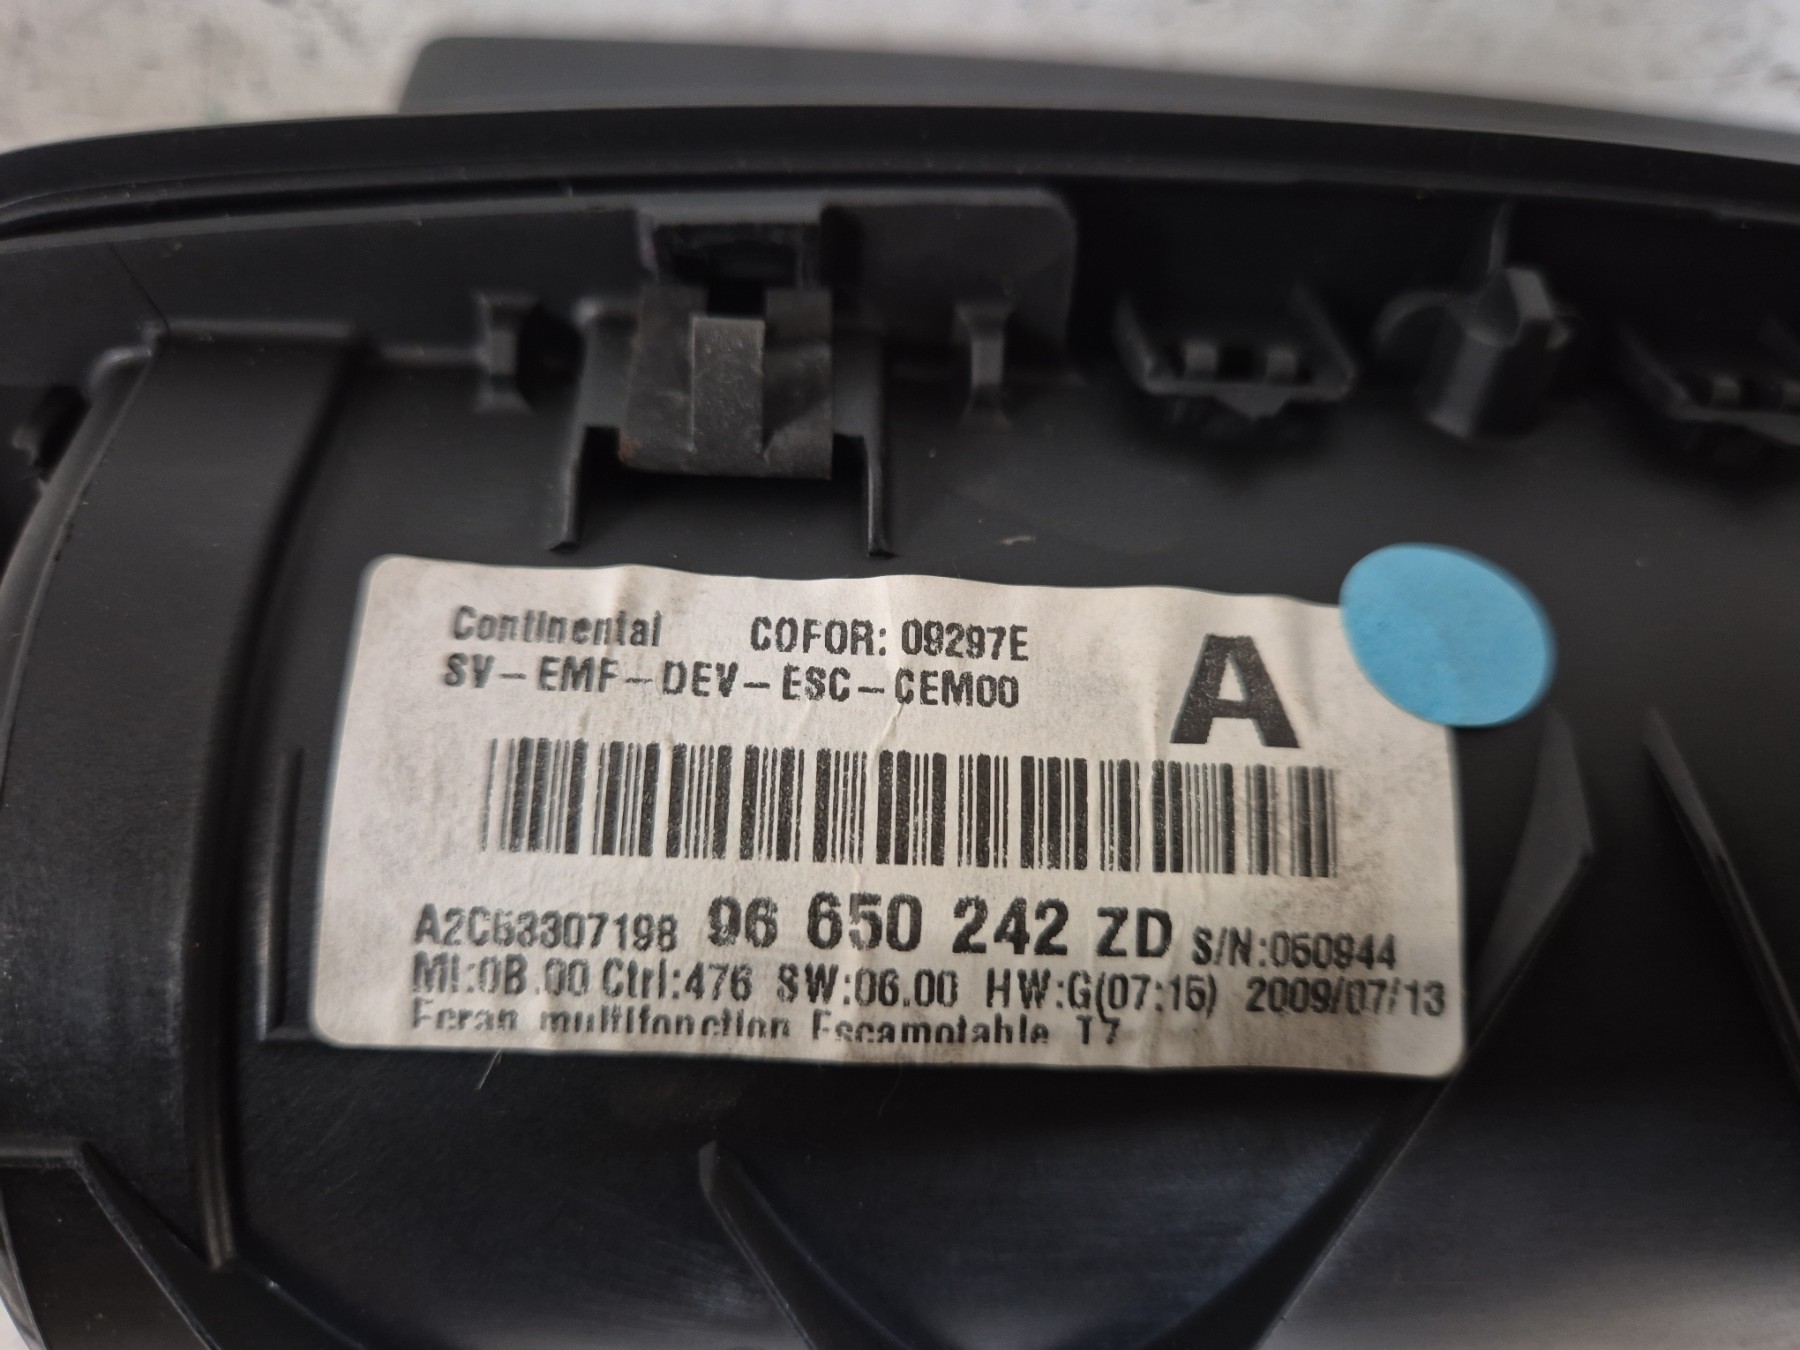 Continental COFOR: 09297E
SV-EMF-DEV-ESC-CEM00
A
A2C53307198 96 650 242 ZD S/N:050944
MI:0B.00 Ctrl:476 SW:06.00 HW:G(07:15) 2009/07/13
Ecran multifonction Escamotable T7